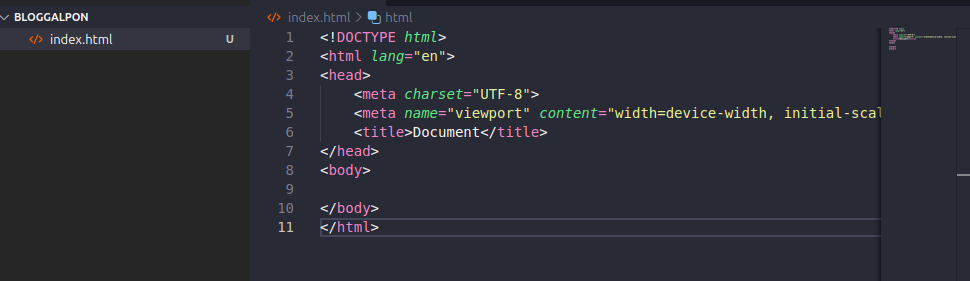 BLOGGALPON
index.html U
index.html > html
1 <!DOCTYPE html>
2 <html lang="en">
3 <head>
4     <meta charset="UTF-8">
5     <meta name="viewport" content="width=device-width, initial-scal
6     <title>Document</title>
7 </head>
8 <body>
9
10 </body>
11 </html>